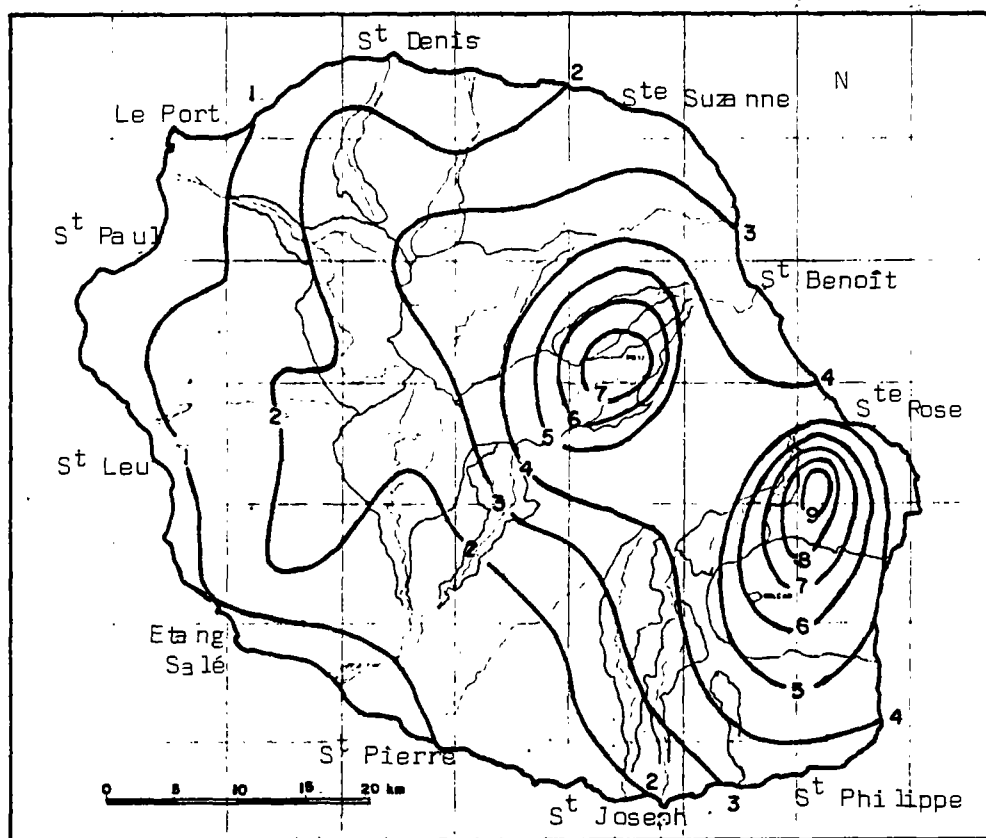 St Denis
2
N
1
Ste Suzanne
Le Port
St Paul
3
St Benoît
4
7
Ste Rose
2
6
5
1
4
St Leu
3
9
2
8
7
6
Etang
Salé
5
4
St Pierre
0 5 10 15 20 km
2
3
St Philippe
St Joseph